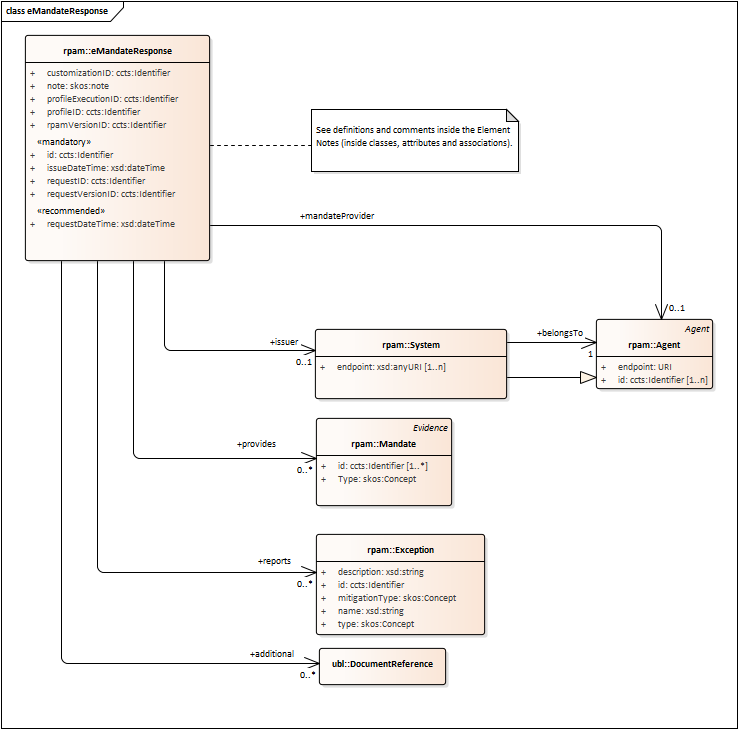 class eMandateResponse
rpam::eMandateResponse
+ customizationID: ccts:Identifier
+ note: skos:note
+ profileExecutionID: ccts:Identifier
+ profileID: ccts:Identifier
+ rpamVersionID: ccts:Identifier
«mandatory»
+ id: ccts:Identifier
+ issueDateTime: xsd:dateTime
+ requestID: ccts:Identifier
+ requestVersionID: ccts:Identifier
«recommended»
+ requestDateTime: xsd:dateTime
See definitions and comments inside the Element
Notes (inside classes, attributes and associations).
+mandateProvider
0..1
+issuer
0..1
rpam::System
+ endpoint: xsd:anyURI [1..n]
+belongsTo
1
Agent
rpam::Agent
+ endpoint: URI
+ id: ccts:Identifier [1..n]
+provides
0..*
Evidence
rpam::Mandate
+ id: ccts:Identifier [1..*]
+ Type: skos:Concept
+reports
0..*
rpam::Exception
+ description: xsd:string
+ id: ccts:Identifier
+ mitigationType: skos:Concept
+ name: xsd:string
+ type: skos:Concept
+additional
0..*
ubl::DocumentReference